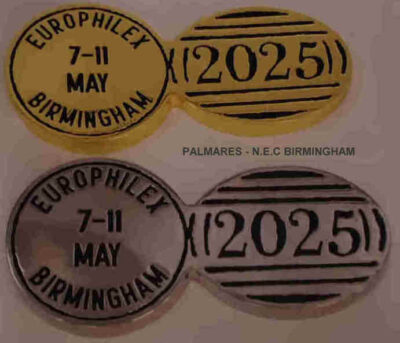 EUROPHILEX
7-11
MAY
BIRMINGHAM
((2025))
PALMARES - N.E.C BIRMINGHAM
EUROPHILEX
7-11
MAY
BIRMINGHAM
((2025))